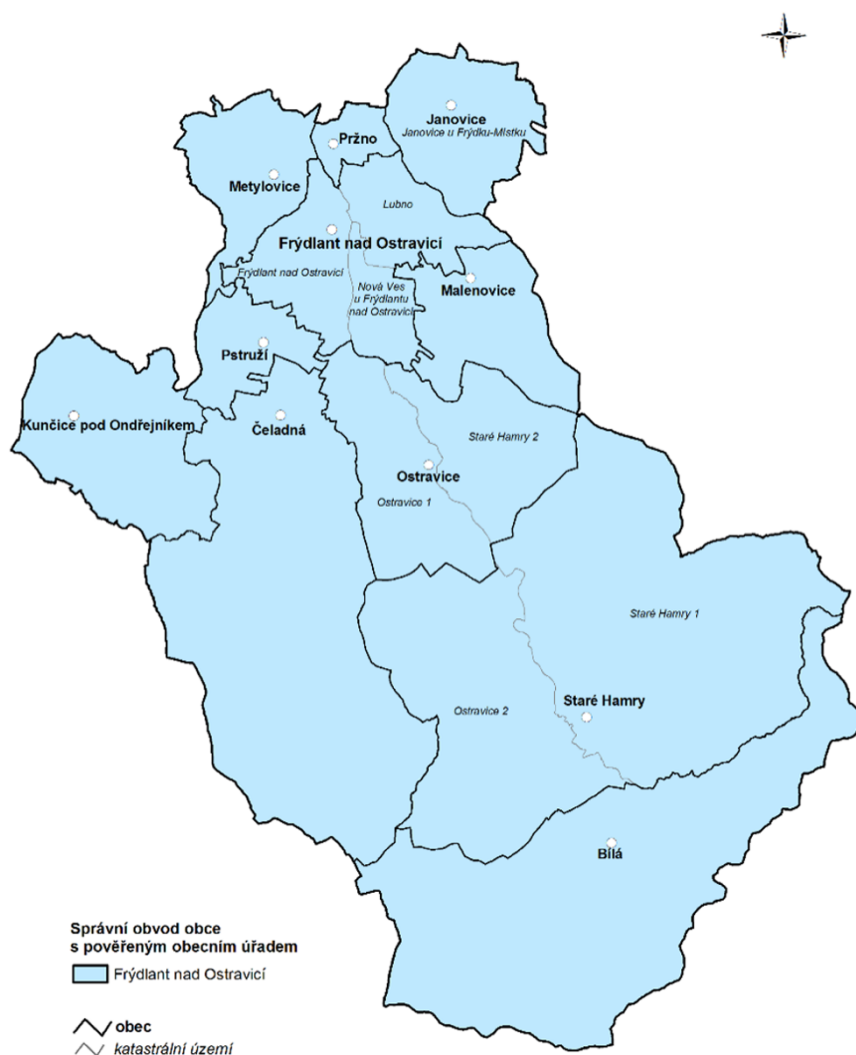 Janovice
Janovice u Frýdku-Místku
Pržno
Metylovice
Lubno
Frýdlant nad Ostravicí
Frýdlant nad Ostravicí
Nová Ves
u Frýdlantu
nad Ostravicí
Malenovice
Pstruží
Kunčice pod Ondřejníkem
Čeladná
Staré Hamry 2
Ostravice
Ostravice 1
Staré Hamry 1
Staré Hamry
Ostravice 2
Bílá
Správní obvod obce
s pověřeným obecním úřadem
Frýdlant nad Ostravicí
obec
katastrální území